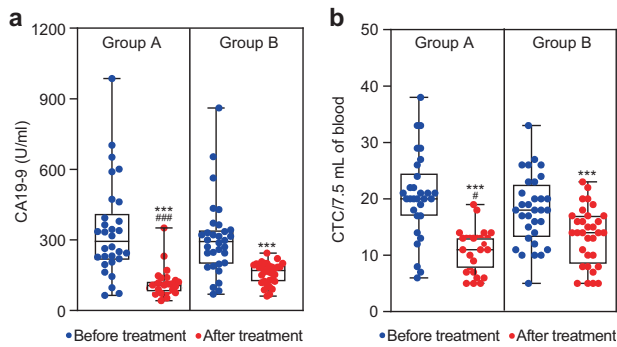 a
1200
900
600
300
0
CA19-9 (U/ml)
Group A
Group B
***
###
***
Before treatment
After treatment
b
50
40
30
20
10
0
CTC/7.5 mL of blood
Group A
Group B
***
#
***
Before treatment
After treatment